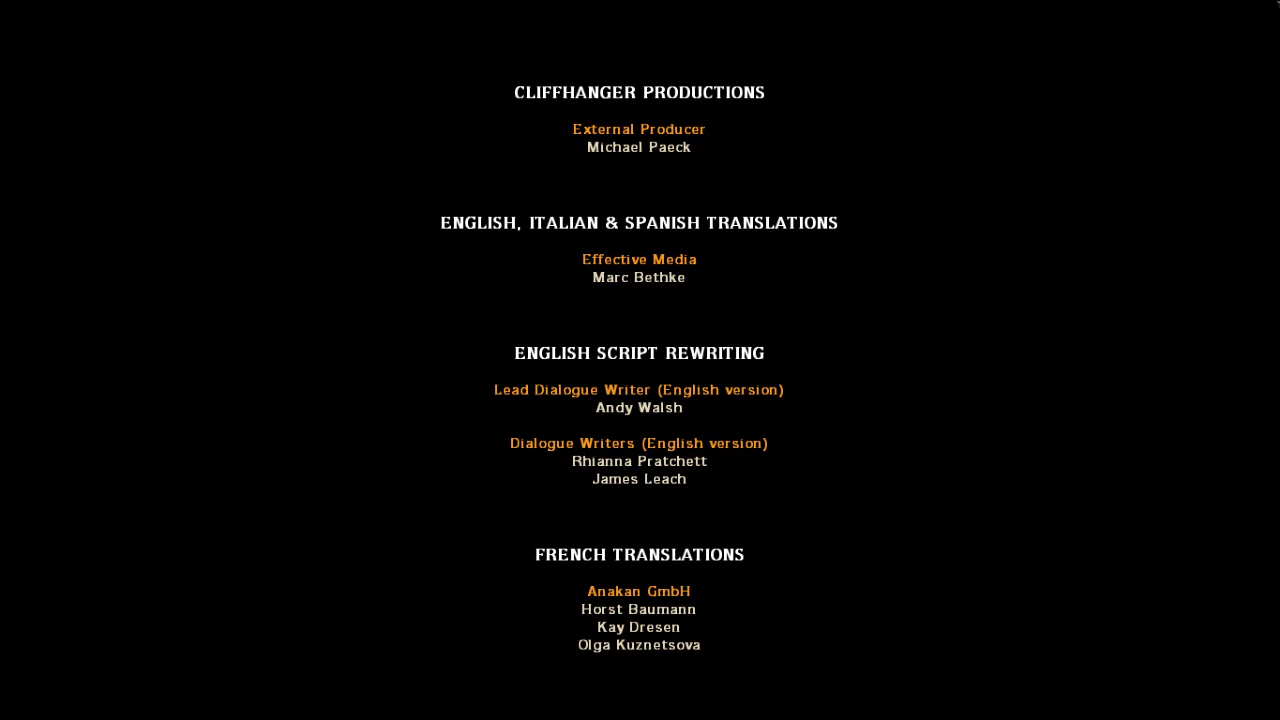 CLIFFHANGER PRODUCTIONS
External Producer
Michael Paeck
ENGLISH, ITALIAN & SPANISH TRANSLATIONS
Effective Media
Marc Bethke
ENGLISH SCRIPT REWRITING
Lead Dialogue Writer (English version)
Andy Walsh
Dialogue Writers (English version)
Rhianna Pratchett
James Leach
FRENCH TRANSLATIONS
Anakan GmbH
Horst Baumann
Kay Dresen
Olga Kuznetsova